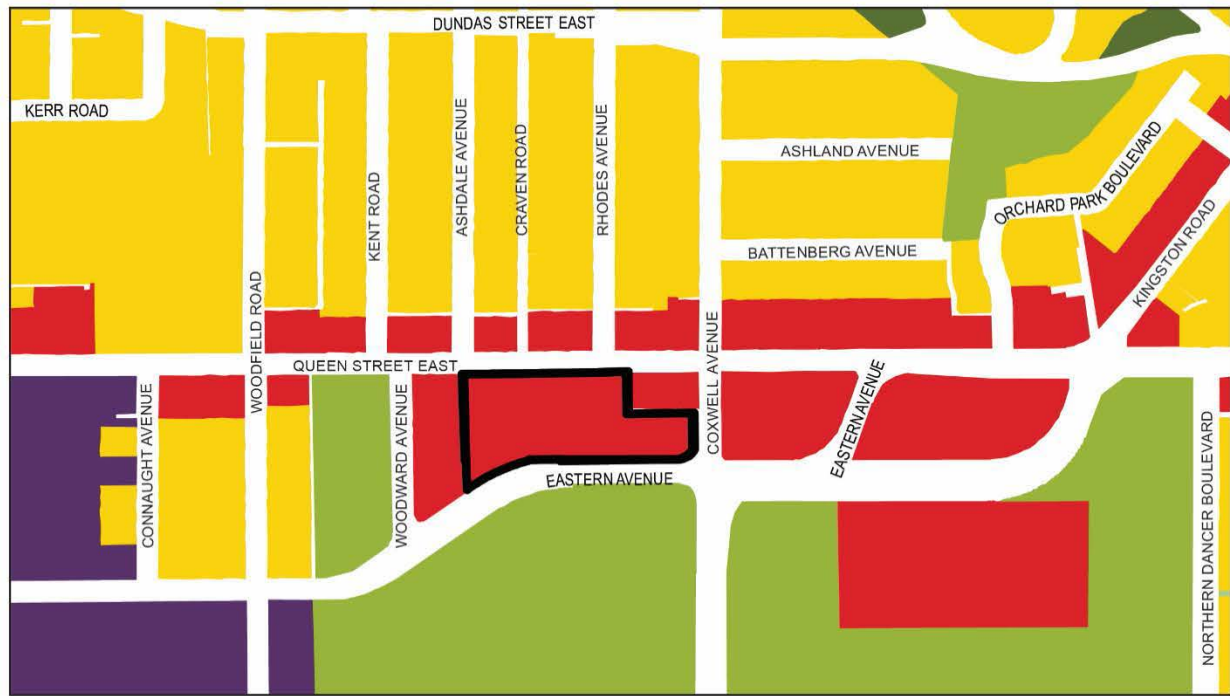 DUNDAS STREET EAST
KERR ROAD
ASHLAND AVENUE
ORCHARD PARK BOULEVARD
KENT ROAD
ASHDALE AVENUE
CRAVEN ROAD
RHODES AVENUE
BATTENBERG AVENUE
KINGSTON ROAD
WOODFIELD ROAD
QUEEN STREET EAST
COXWELL AVENUE
EASTERN AVENUE
CONNAUGHT AVENUE
WOODWARD AVENUE
EASTERN AVENUE
NORTHERN DANCER BOULEVARD